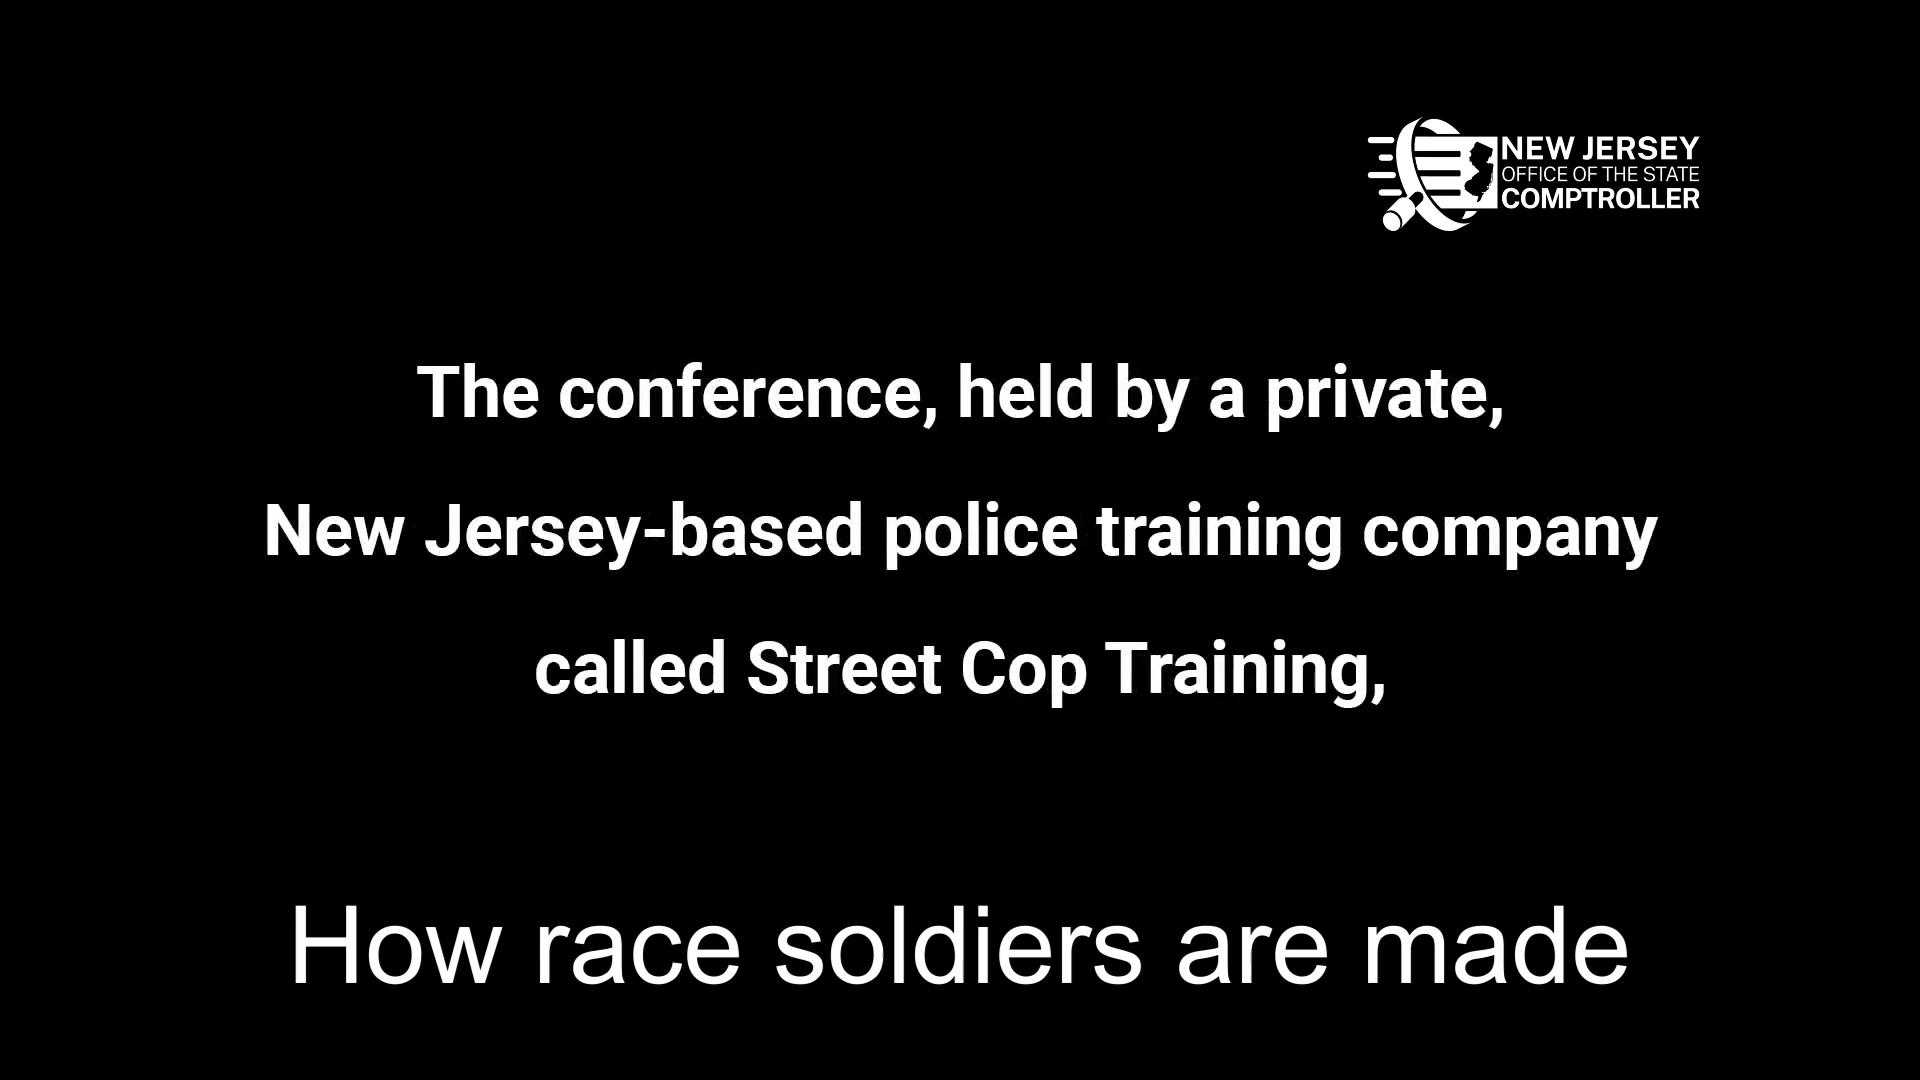 NEW JERSEY
OFFICE OF THE STATE
COMPTROLLER
The conference, held by a private,
New Jersey-based police training company
called Street Cop Training,
How race soldiers are made